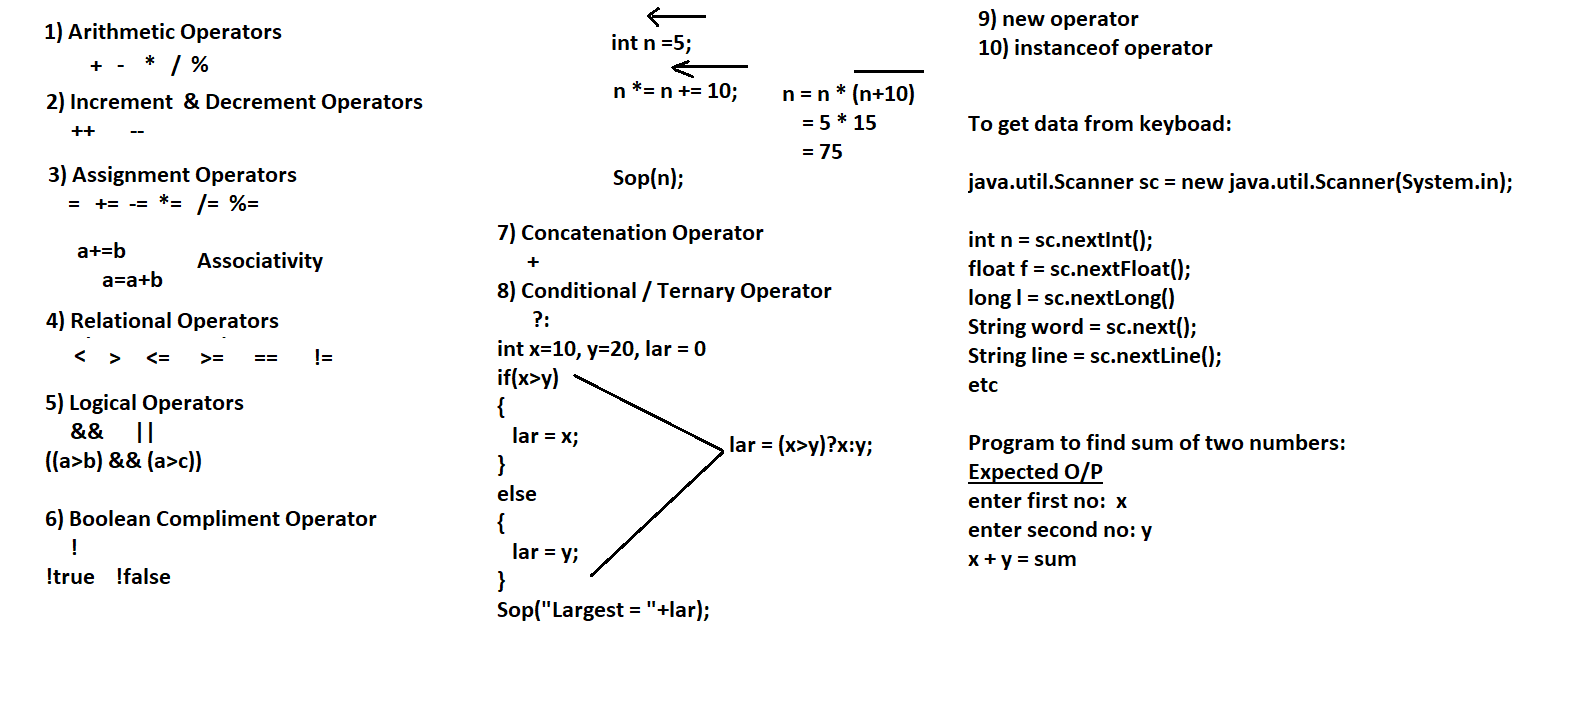 1) Arithmetic Operators
+ - * / %
2) Increment & Decrement Operators
++ --
3) Assignment Operators
= += -= *= /= %=
a+=b
Associativity
a=a+b
4) Relational Operators
< > <= >= == !=
5) Logical Operators
&& ||
((a>b) && (a>c))
6) Boolean Compliment Operator
!
!true !false
int n =5;
n *= n += 10;
n = n * (n+10)
= 5 * 15
= 75
Sop(n);
7) Concatenation Operator
+
8) Conditional / Ternary Operator
?:
int x=10, y=20, lar = 0
if(x>y)
{
lar = x;
}
else
{
lar = y;
}
Sop("Largest = "+lar);
lar = (x>y)?x:y;
9) new operator
10) instanceof operator
To get data from keyboad:
java.util.Scanner sc = new java.util.Scanner(System.in);
int n = sc.nextInt();
float f = sc.nextFloat();
long l = sc.nextLong()
String word = sc.next();
String line = sc.nextLine();
etc
Program to find sum of two numbers:
Expected O/P
enter first no: x
enter second no: y
x + y = sum